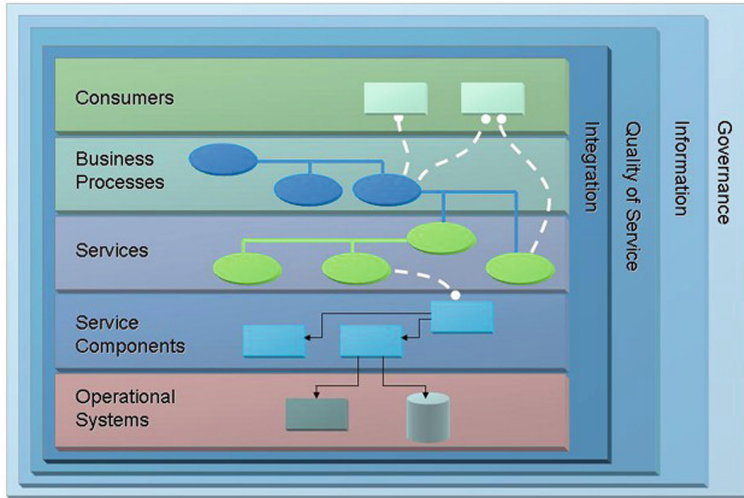 Consumers
Business
Processes
Services
Service
Components
Operational
Systems
Integration
Quality of Service
Information
Governance